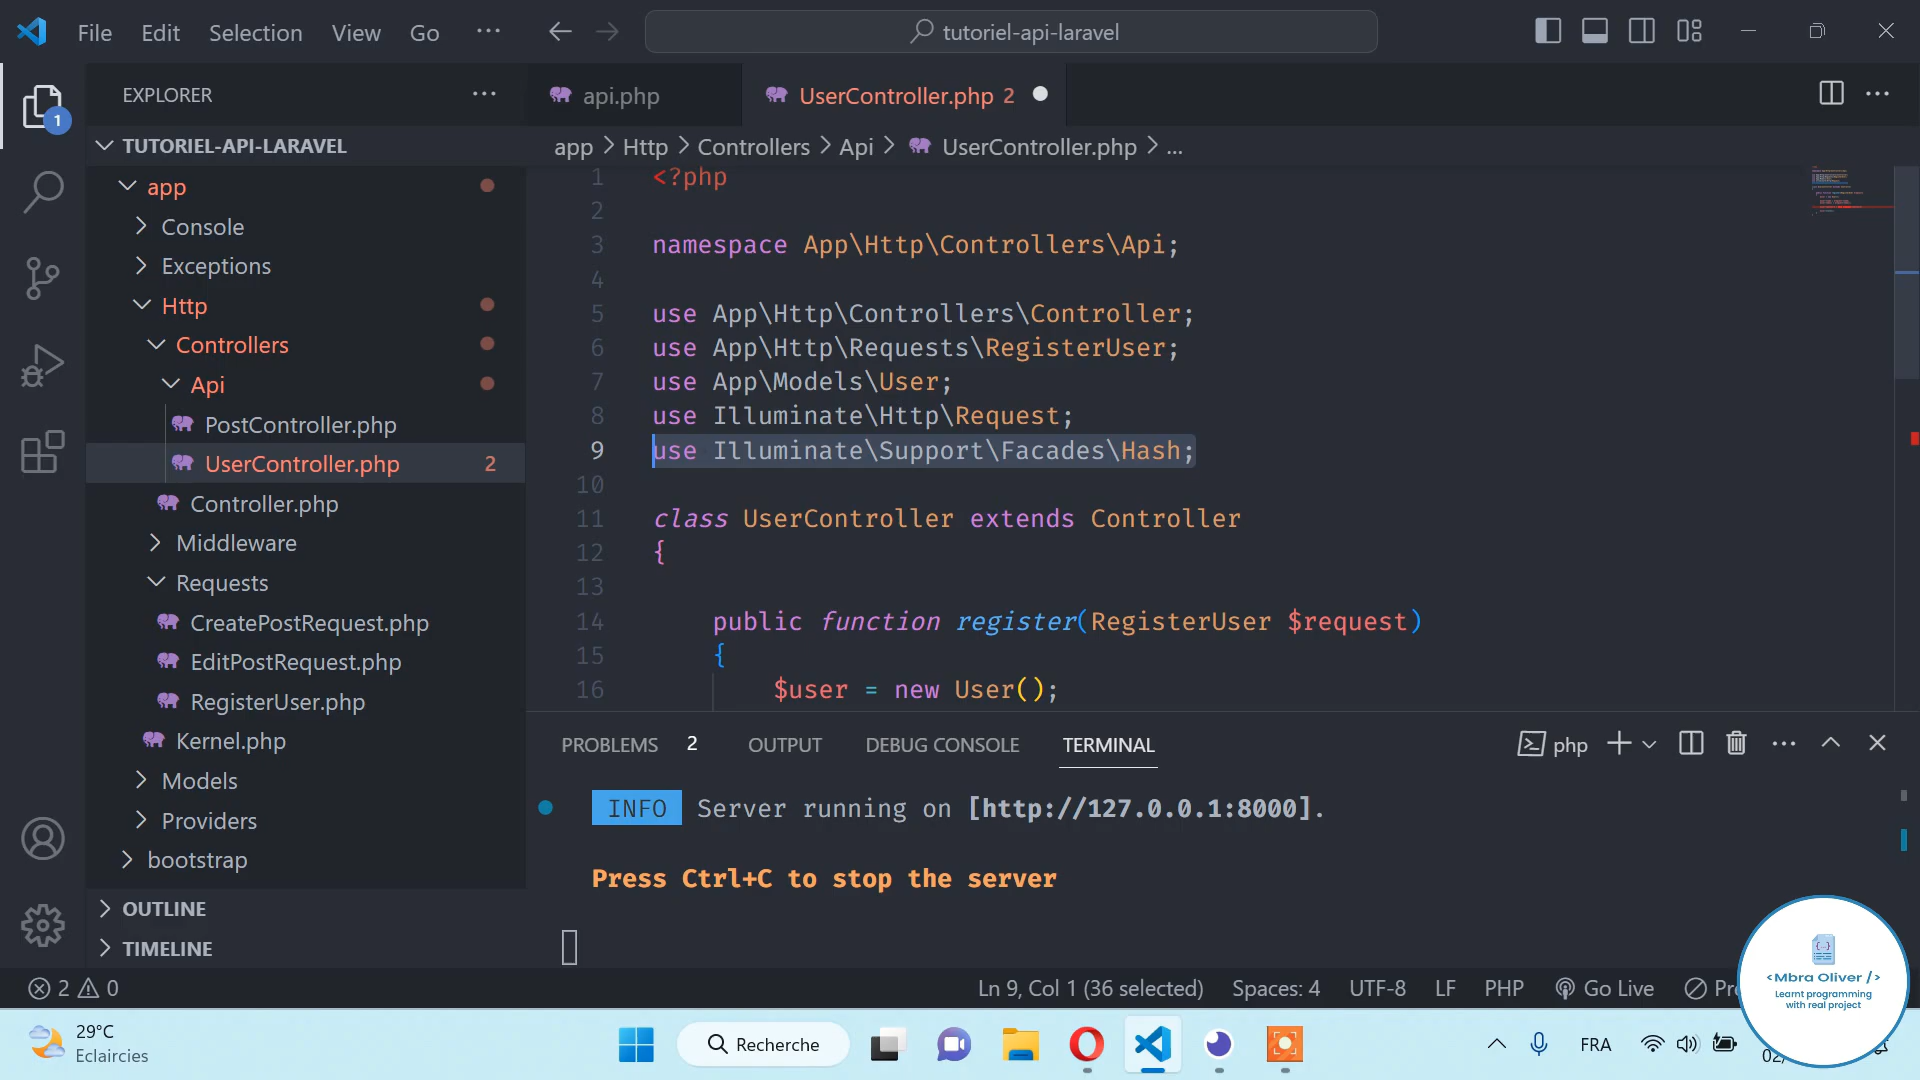 File Edit Selection View Go ··· tutoriel-api-laravel
EXPLORER ···
1
TUTORIEL-API-LARAVEL
app
Console
Exceptions
Http
Controllers
Api
PostController.php
UserController.php 2
Controller.php
Middleware
Requests
CreatePostRequest.php
EditPostRequest.php
RegisterUser.php
Kernel.php
Models
Providers
bootstrap
OUTLINE
TIMELINE
api.php UserController.php 2
app > Http > Controllers > Api > UserController.php > ...
1 <?php
2
3 namespace App\Http\Controllers\Api;
4
5 use App\Http\Controllers\Controller;
6 use App\Http\Requests\RegisterUser;
7 use App\Models\User;
8 use Illuminate\Http\Request;
9 use Illuminate\Support\Facades\Hash;
10
11 class UserController extends Controller
12 {
13
14 public function register(RegisterUser $request)
15 {
16 $user = new User();
PROBLEMS 2 OUTPUT DEBUG CONSOLE TERMINAL php
INFO Server running on [http://127.0.0.1:8000].
Press Ctrl+C to stop the server
2 0 Ln 9, Col 1 (36 selected) Spaces: 4 UTF-8 LF PHP Go Live
<Mbra Oliver />
Learnt programming
with real project
29°C
Eclaircies
Recherche
FRA